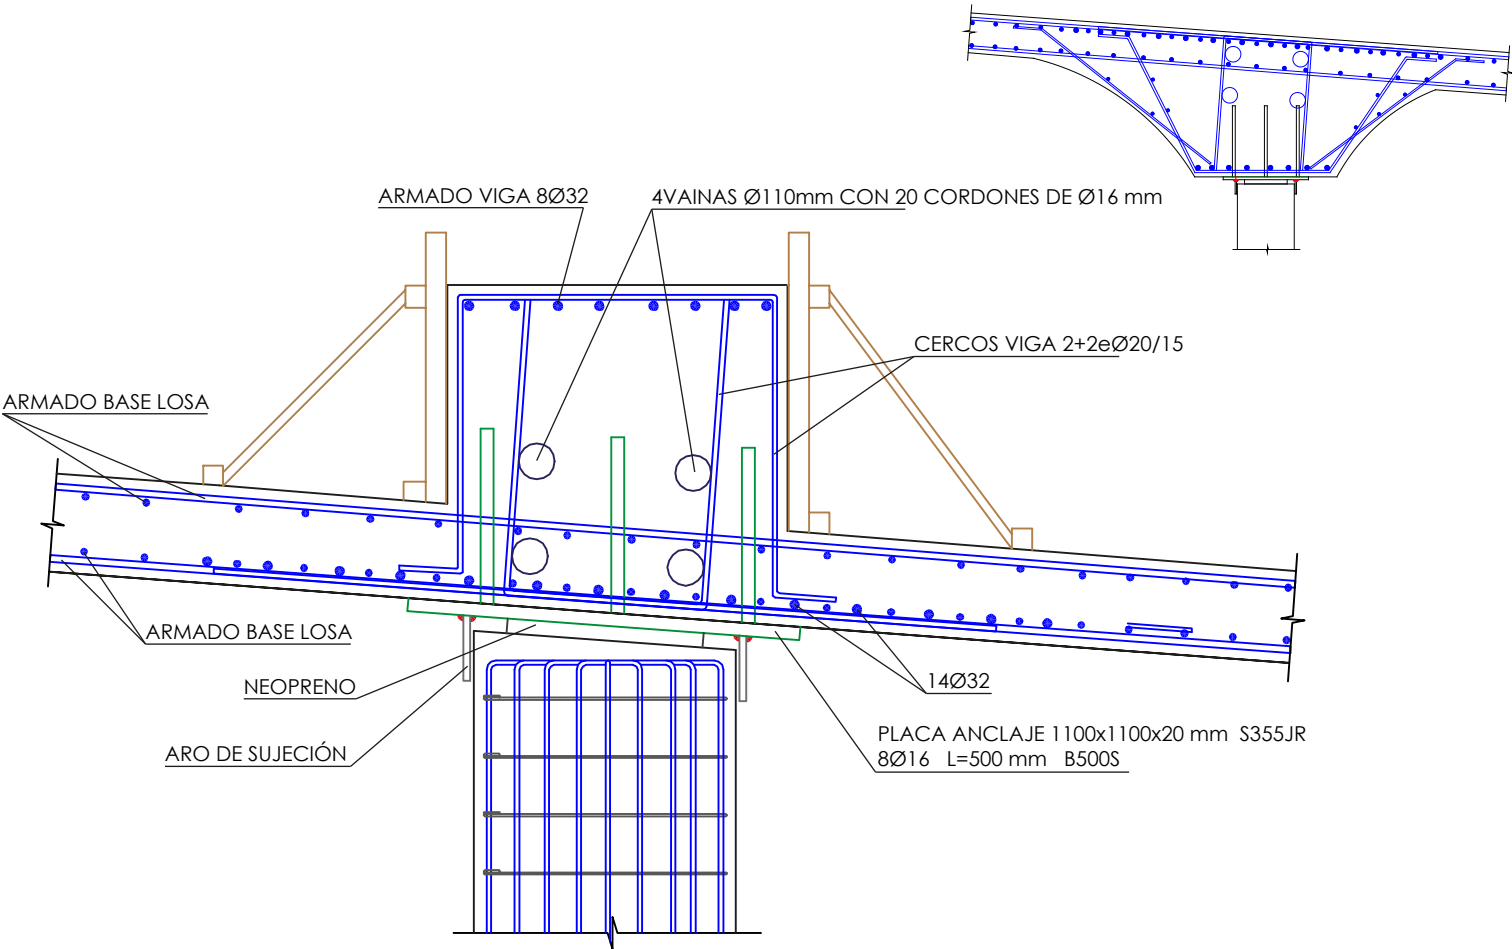 ARMADO VIGA 8Ø32
4VAINAS Ø110mm CON 20 CORDONES DE Ø16 mm
CERCOS VIGA 2+2eØ20/15
ARMADO BASE LOSA
ARMADO BASE LOSA
NEOPRENO
14Ø32
ARO DE SUJECIÓN
PLACA ANCLAJE 1100x1100x20 mm S355JR
8Ø16 L=500 mm B500S